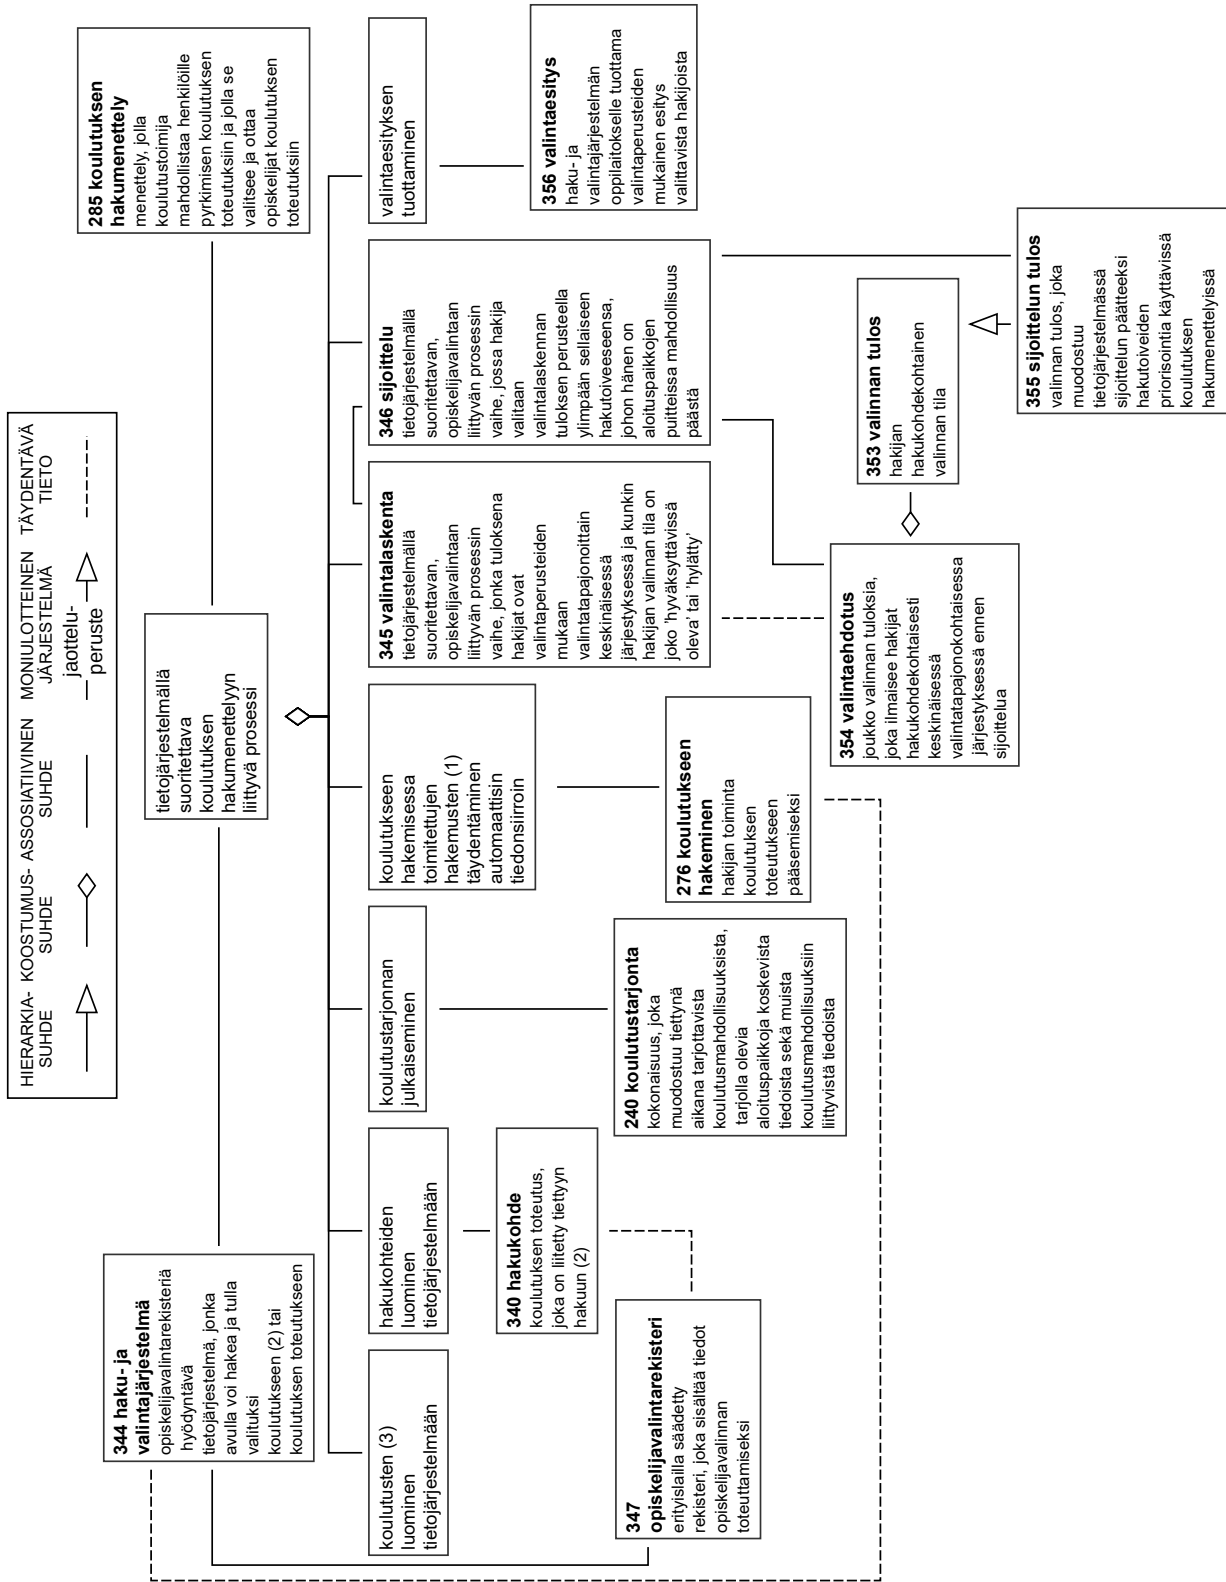 HIERARKIA-
SUHDE
KOOSTUMUS-
SUHDE
ASSOSIATIIVINEN
SUHDE
MONIULOTTEINEN
JÄRJESTELMÄ
TÄYDENTÄVÄ
TIETO
jaottelu-
peruste
344 haku- ja
valintajärjestelmä
opiskelijavalintarekisteriä
hyödyntävä
tietojärjestelmä, jonka
avulla voi hakea ja tulla
valituksi
koulutukseen (2) tai
koulutuksen toteutukseen
tietojärjestelmällä
suoritettava
koulutuksen
hakumenettelyyn
liittyvä prosessi
285 koulutuksen
hakumenettely
menettely, jolla
koulutustoimija
mahdollistaa henkilöille
pyrkimisen koulutuksen
toteutuksiin ja jolla se
valitsee ja ottaa
opiskelijat koulutuksen
toteutuksiin
koulutusten (3)
luominen
tietojärjestelmään
hakukohteiden
luominen
tietojärjestelmään
koulutustarjonnan
julkaiseminen
koulutukseen
hakemisessa
toimitettujen
hakemusten (1)
täydentäminen
automaattisin
tiedonsiirroin
345 valintalaskenta
tietojärjestelmällä
suoritettavan,
opiskelijavalintaan
liittyvän prosessin
vaihe, jonka tuloksena
hakijat ovat
valintaperusteiden
mukaan
valintatapajonoittain
keskinäisessä
järjestyksessä ja kunkin
hakijan valinnan tila on
joko 'hyväksyttävissä
oleva' tai 'hylätty'
346 sijoittelu
tietojärjestelmällä
suoritettavan,
opiskelijavalintaan
liittyvän prosessin
vaihe, jossa hakija
valitaan
valintalaskennan
tuloksen perusteella
ylimpään sellaiseen
hakutoiveeseensa,
johon hänen on
aloituspaikkojen
puitteissa mahdollisuus
päästä
valintaesityksen
tuottaminen
340 hakukohde
koulutuksen toteutus,
joka on liitetty tiettyyn
hakuun (2)
356 valintaesitys
haku- ja
valintajärjestelmän
oppilaitokselle tuottama
valintaperusteiden
mukainen esitys
valittavista hakijoista
347
opiskelijavalintarekisteri
erityislailla säädetty
rekisteri, joka sisältää tiedot
opiskelijavalinnan
toteuttamiseksi
240 koulutustarjonta
kokonaisuus, joka
muodostuu tiettynä
aikana tarjottavista
koulutusmahdollisuuksista,
tarjolla olevia
aloituspaikkoja koskevista
tiedoista sekä muista
koulutusmahdollisuuksiin
liittyvistä tiedoista
276 koulutukseen
hakeminen
hakijan toiminta
koulutuksen
toteutukseen
pääsemiseksi
354 valintaehdotus
joukko valinnan tuloksia,
joka ilmaisee hakijat
hakukohdekohtaisesti
keskinäisessä
valintatapajonokohtaisessa
järjestyksessä ennen
sijoittelua
353 valinnan tulos
hakijan
hakukohdekohtainen
valinnan tila
355 sijoittelun tulos
valinnan tulos, joka
muodostuu
tietojärjestelmässä
sijoittelun päätteeksi
hakutoiveiden
priorisointia käyttävissä
koulutuksen
hakumenettelyissä